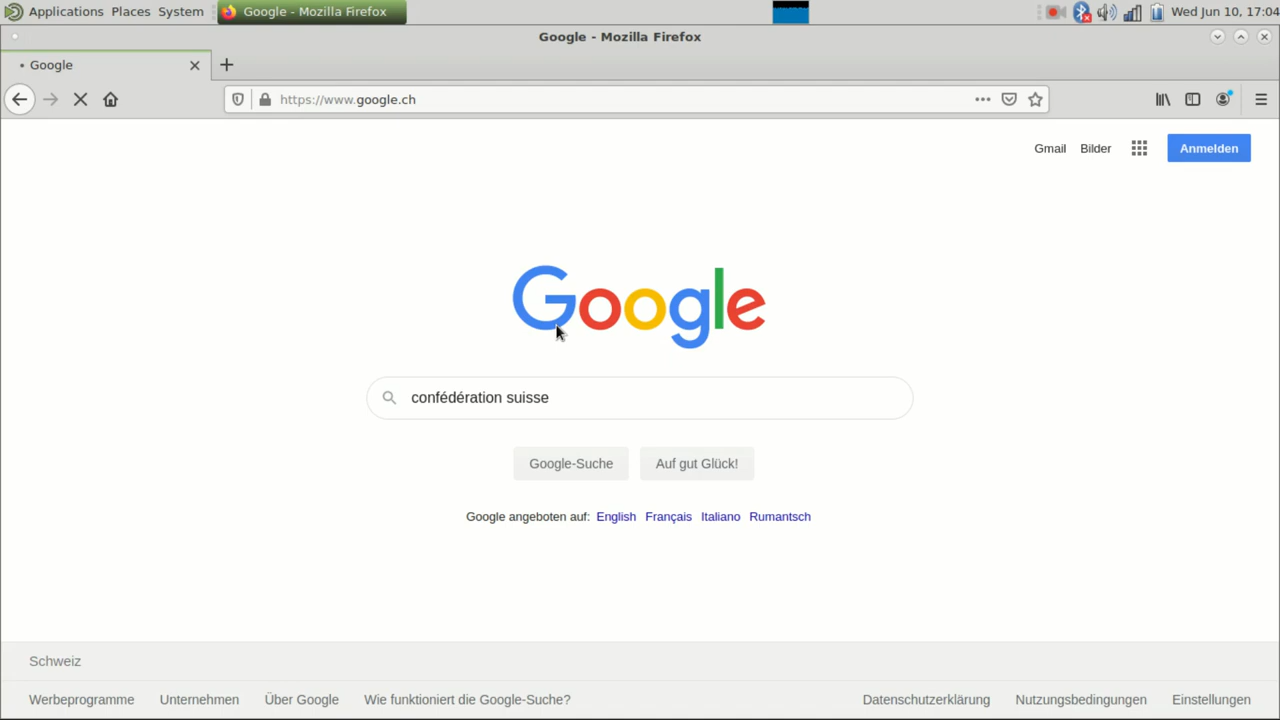 Applications Places System Google - Mozilla Firefox Wed Jun 10, 17:04
Google - Mozilla Firefox
Google
https://www.google.ch
Gmail Bilder Anmelden
Google
confédération suisse
Google-Suche Auf gut Glück!
Google angeboten auf: English Français Italiano Rumantsch
Schweiz
Werbeprogramme Unternehmen Über Google Wie funktioniert die Google-Suche? Datenschutzerklärung Nutzungsbedingungen Einstellungen